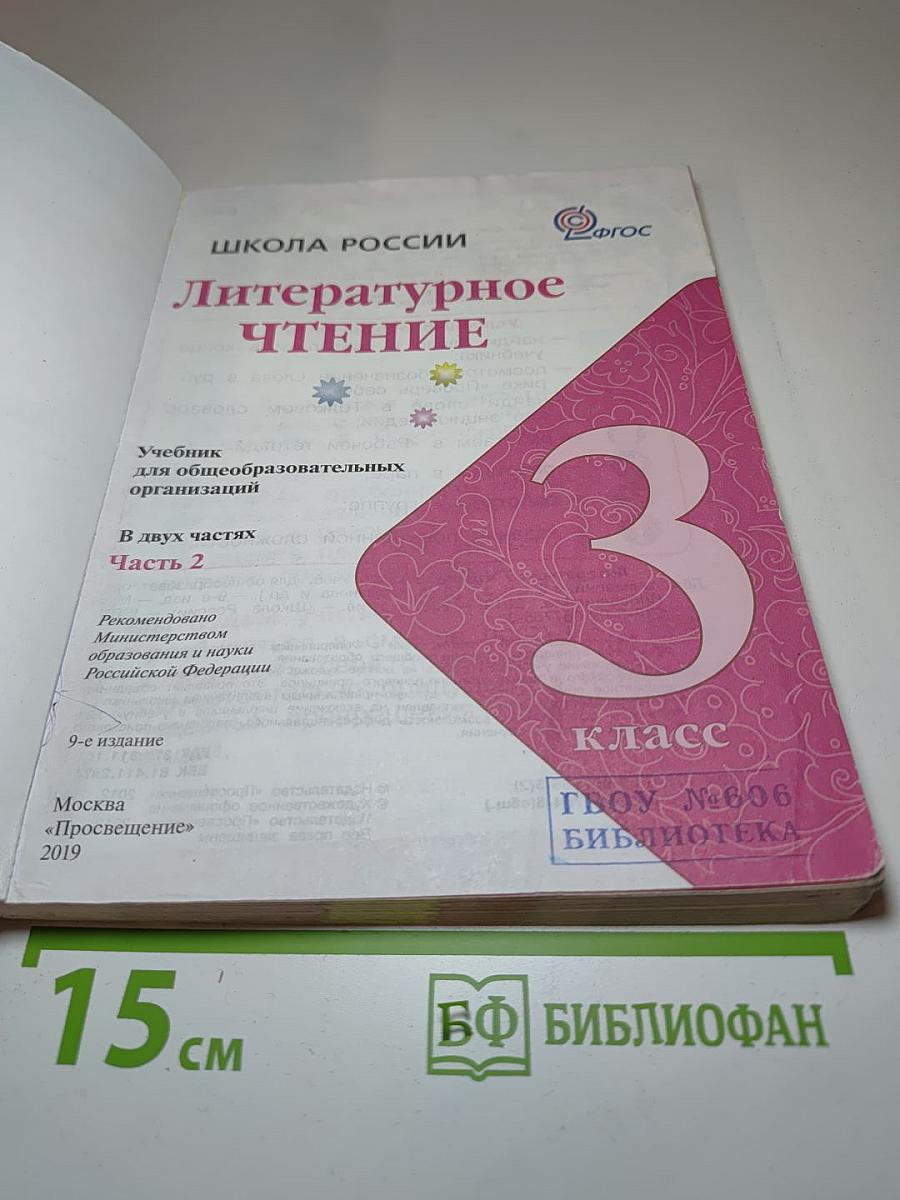 ШКОЛА РОССИИ
ФГОС
Литературное
ЧТЕНИЕ
Учебник
для общеобразовательных
организаций
В двух частях
Часть 2
Рекомендовано
Министерством
образования и науки
Российской Федерации
3
класс
9-е издание
Москва
«Просвещение»
2019
ГБОУ №606
БИБЛИОТЕКА
15 см
БФ БИБЛИОФАН